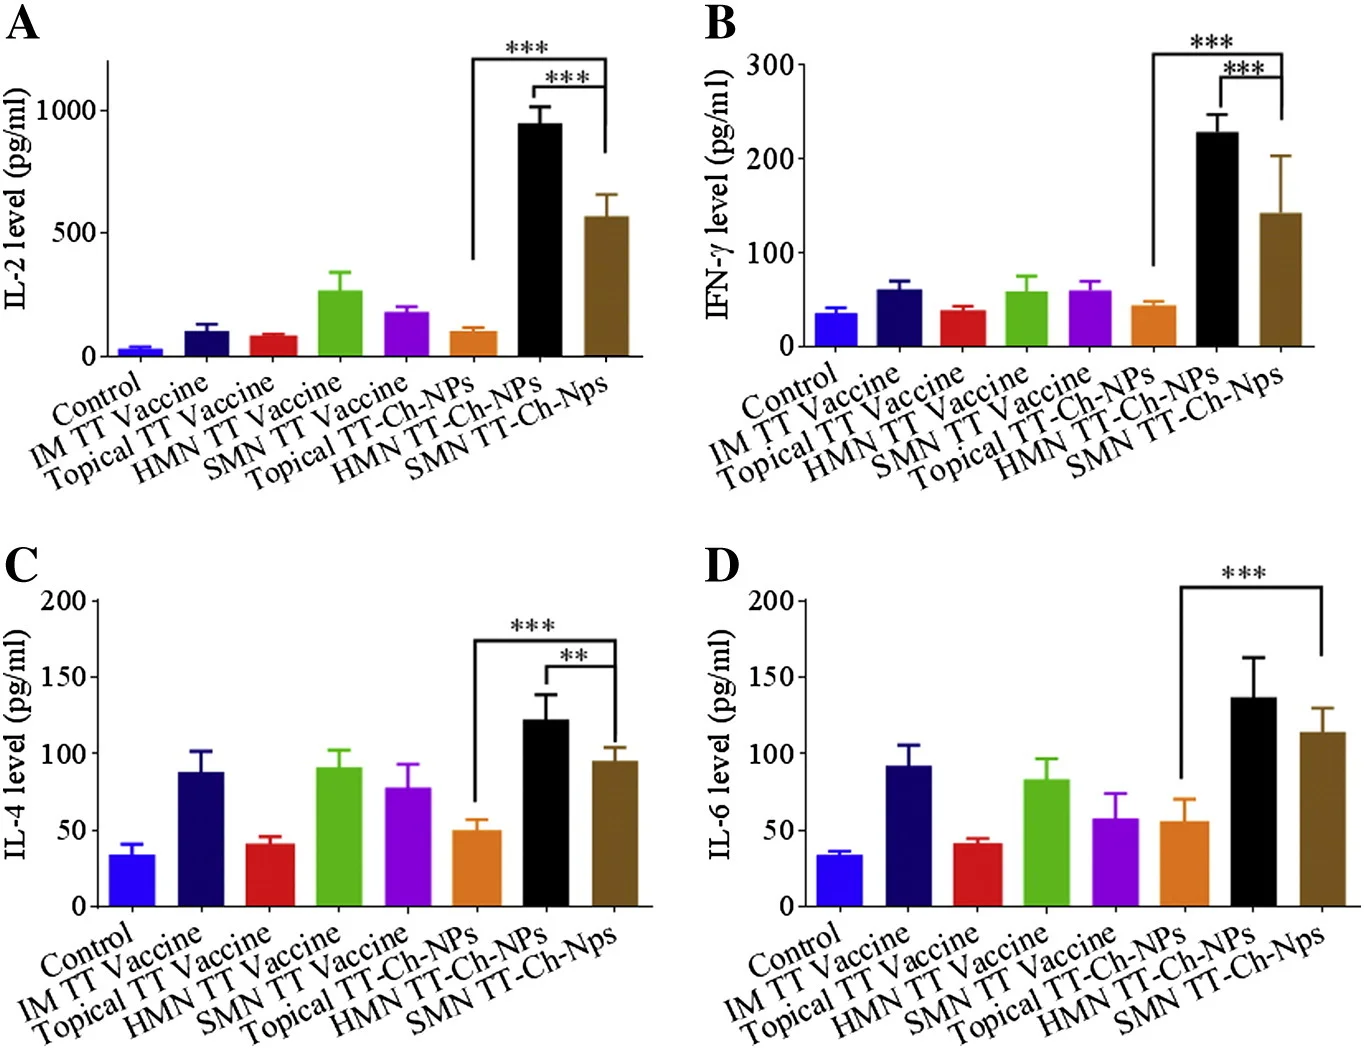 A
IL-2 level (pg/ml)
1000
500
0
***
***
Control
IM TT Vaccine
Topical TT Vaccine
HMN TT Vaccine
SMN TT Vaccine
Topical TT-Ch-NPs
HMN TT-Ch-NPs
SMN TT-Ch-Nps
B
IFN-γ level (pg/ml)
300
200
100
0
***
***
Control
IM TT Vaccine
Topical TT Vaccine
HMN TT Vaccine
SMN TT Vaccine
Topical TT-Ch-NPs
HMN TT-Ch-NPs
SMN TT-Ch-Nps
C
IL-4 level (pg/ml)
200
150
100
50
0
***
**
Control
IM TT Vaccine
Topical TT Vaccine
HMN TT Vaccine
SMN TT Vaccine
Topical TT-Ch-NPs
HMN TT-Ch-NPs
SMN TT-Ch-Nps
D
IL-6 level (pg/ml)
200
150
100
50
0
***
Control
IM TT Vaccine
Topical TT Vaccine
HMN TT Vaccine
SMN TT Vaccine
Topical TT-Ch-NPs
HMN TT-Ch-NPs
SMN TT-Ch-Nps